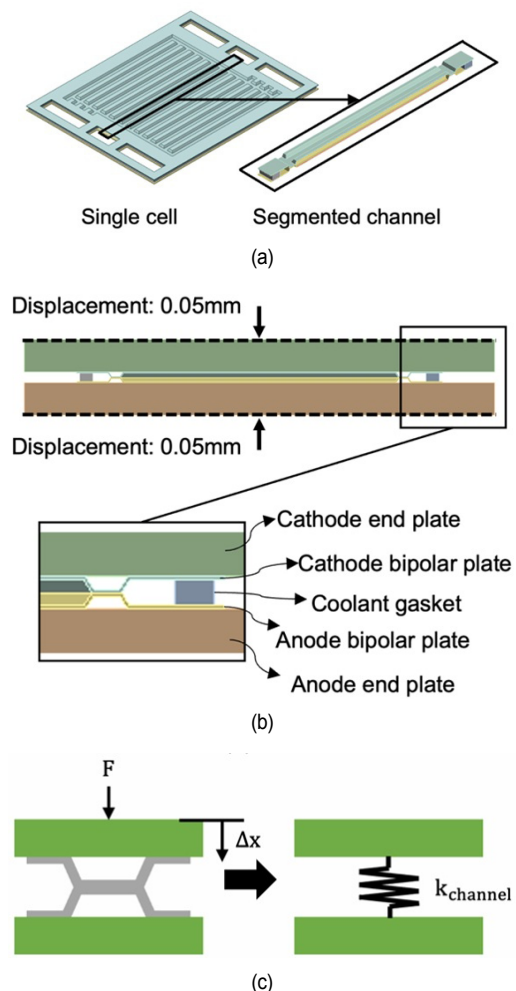 Single cell
Segmented channel
(a)
Displacement: 0.05mm
Displacement: 0.05mm
Cathode end plate
Cathode bipolar plate
Coolant gasket
Anode bipolar plate
Anode end plate
(b)
F
Δx
k_channel
(c)